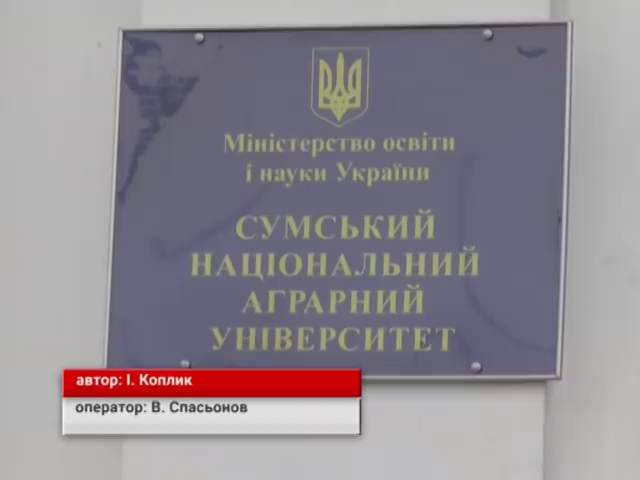 Міністерство освіти
і науки України
СУМСЬКИЙ
НАЦІОНАЛЬНИЙ
АГРАРНИЙ
УНІВЕРСИТЕТ
автор: І. Коплик
оператор: В. Спасьонов